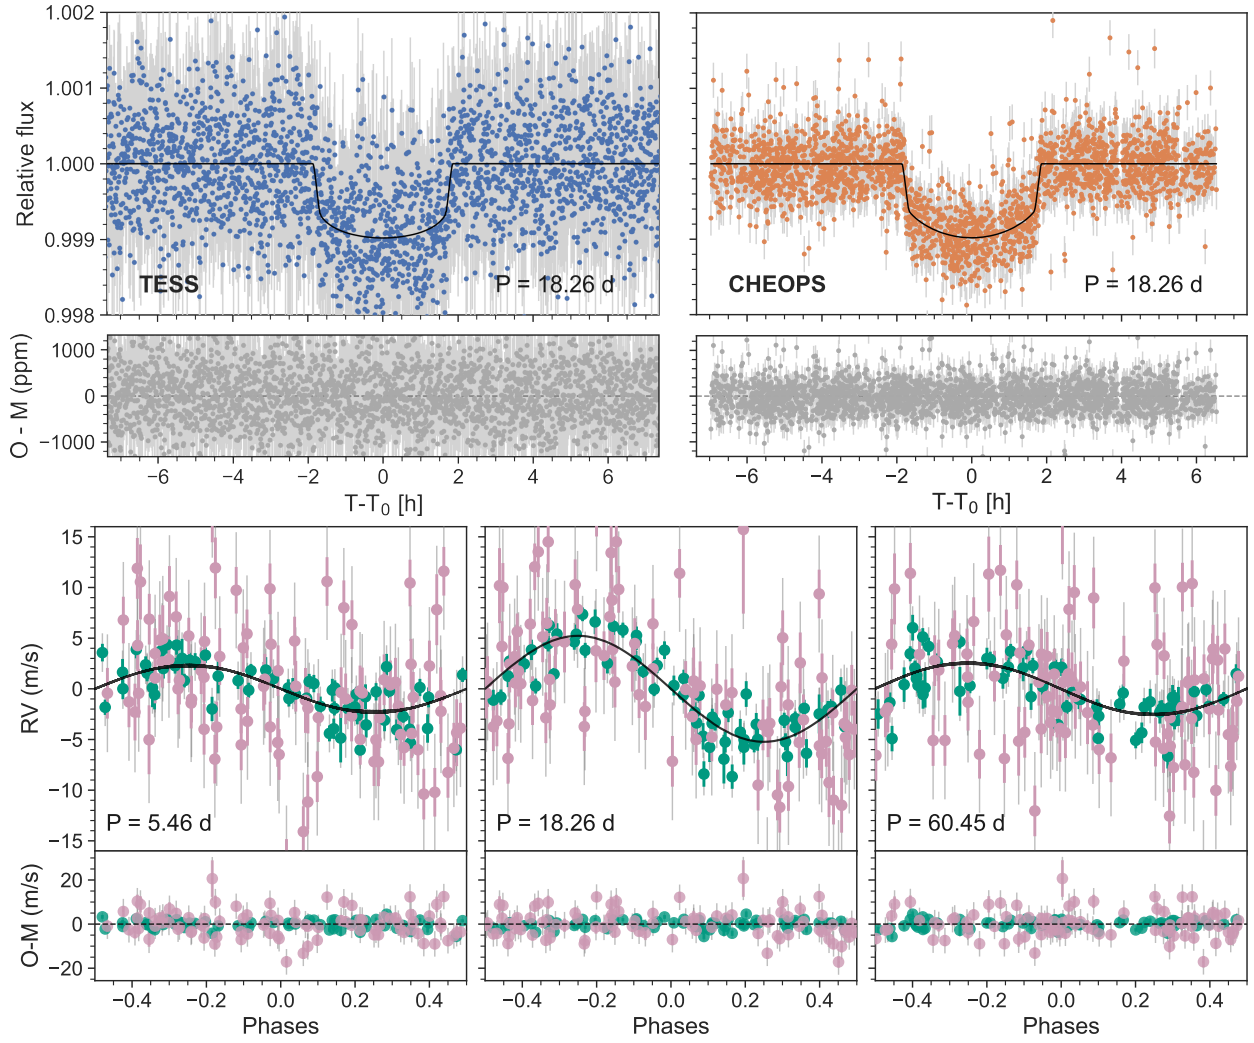 1.002
1.001
1.000
0.999
0.998
Relative flux
TESS
P = 18.26 d
CHEOPS
P = 18.26 d
1000
0
−1000
O - M (ppm)
−6 −4 −2 0 2 4 6
−6 −4 −2 0 2 4 6
T-T0 [h]
T-T0 [h]
15
10
5
0
−5
−10
−15
RV (m/s)
P = 5.46 d
P = 18.26 d
P = 60.45 d
20
0
−20
O-M (m/s)
−0.4 −0.2 0.0 0.2 0.4
−0.4 −0.2 0.0 0.2 0.4
−0.4 −0.2 0.0 0.2 0.4
Phases
Phases
Phases